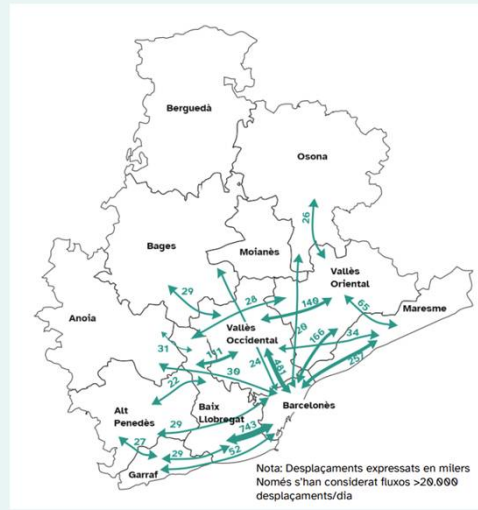 Berguedà
Osona
26
Bages
Moianès
Vallès
Oriental
29
28
140
65
Maresme
Anoia
Vallès
Occidental
20
166
34
31
191
24
481
257
30
22
Alt
Penedès
Baix
Llobregat
Barcelonès
29
743
27
29
52
Garraf
Nota: Desplaçaments expressats en milers
Només s'han considerat fluxos >20.000
desplaçaments/dia